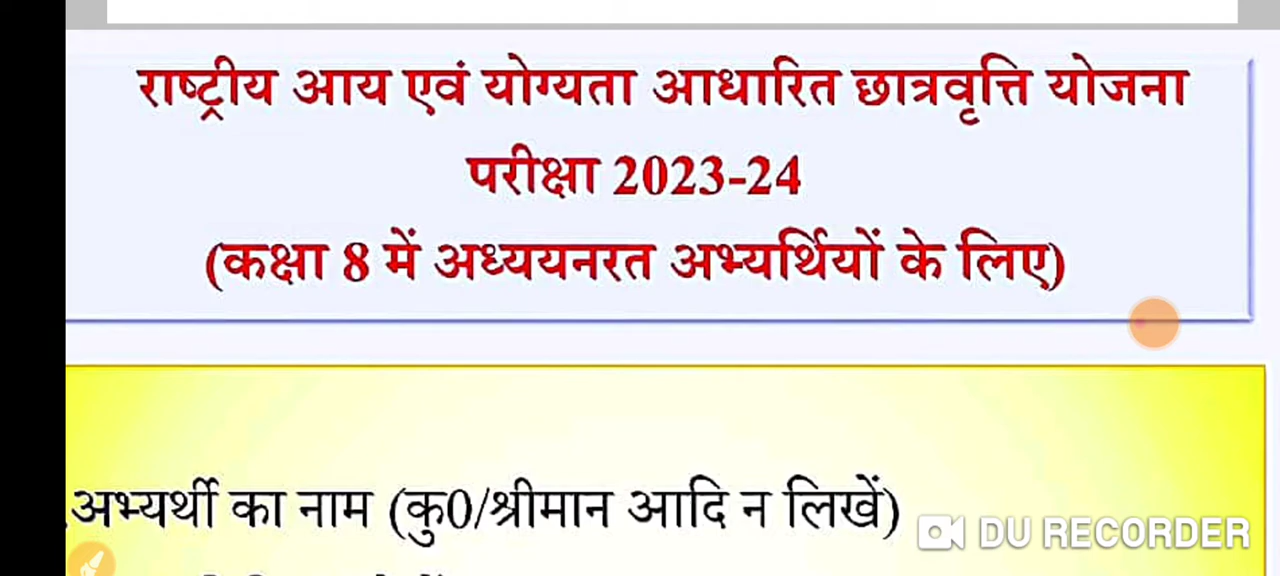 राष्ट्रीय आय एवं योग्यता आधारित छात्रवृत्ति योजना
परीक्षा 2023-24
(कक्षा 8 में अध्ययनरत अभ्यर्थियों के लिए)
.अभ्यर्थी का नाम (कु0/श्रीमान आदि न लिखें)
DU RECORDER